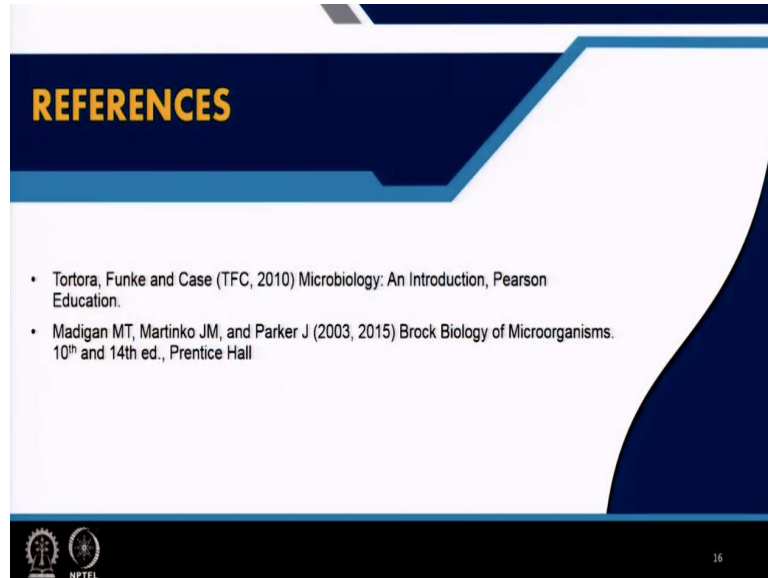 REFERENCES
• Tortora, Funke and Case (TFC, 2010) Microbiology: An Introduction, Pearson
Education.
• Madigan MT, Martinko JM, and Parker J (2003, 2015) Brock Biology of Microorganisms.
10th and 14th ed., Prentice Hall
NPTEL
16